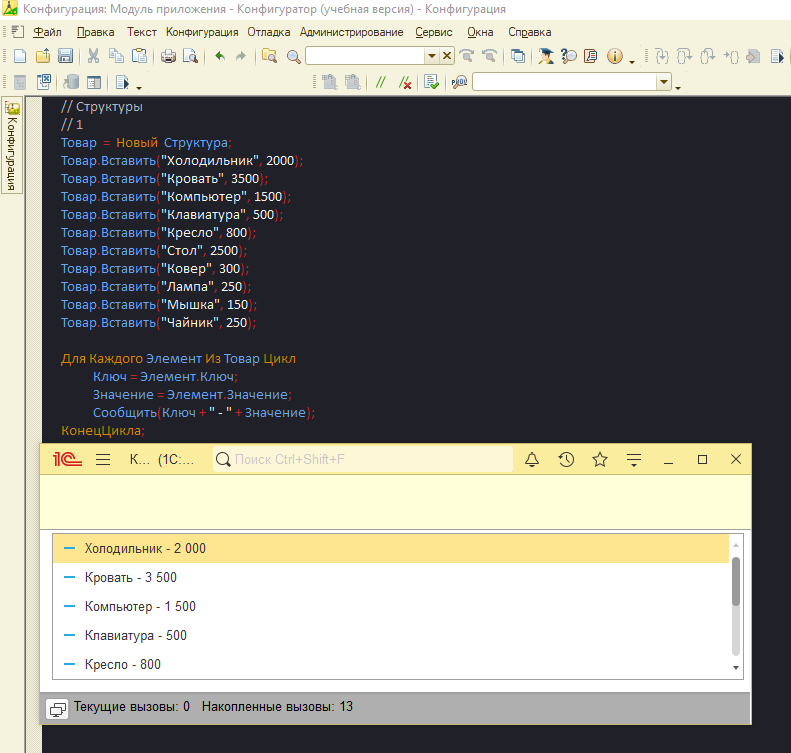 Конфигурация: Модуль приложения - Конфигуратор (учебная версия) - Конфигурация
Файл Правка Текст Конфигурация Отладка Администрирование Сервис Окна Справка
Конфигурация
// Структуры
// 1
Товар = Новый Структура;
Товар.Вставить("Холодильник", 2000);
Товар.Вставить("Кровать", 3500);
Товар.Вставить("Компьютер", 1500);
Товар.Вставить("Клавиатура", 500);
Товар.Вставить("Кресло", 800);
Товар.Вставить("Стол", 2500);
Товар.Вставить("Ковер", 300);
Товар.Вставить("Лампа", 250);
Товар.Вставить("Мышка", 150);
Товар.Вставить("Чайник", 250);
Для Каждого Элемент Из Товар Цикл
Ключ = Элемент.Ключ;
Значение = Элемент.Значение;
Сообщить(Ключ + " - " + Значение);
КонецЦикла;
1С К... (1С:... Поиск Ctrl+Shift+F
Холодильник - 2 000
Кровать - 3 500
Компьютер - 1 500
Клавиатура - 500
Кресло - 800
Текущие вызовы: 0 Накопленные вызовы: 13